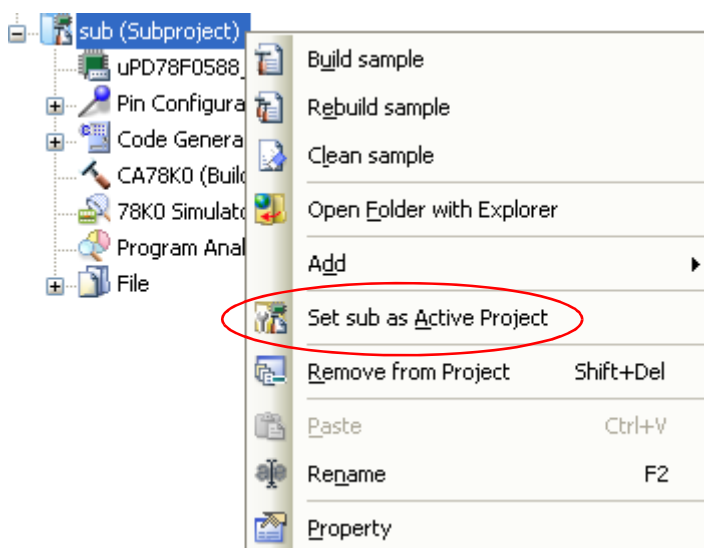 sub (Subproject)
uPD78F0588_
Pin Configura
Code Genera
CA78K0 (Build
78K0 Simulato
Program Anal
File
Build sample
Rebuild sample
Clean sample
Open Folder with Explorer
Add
Set sub as Active Project
Remove from Project Shift+Del
Paste Ctrl+V
Rename F2
Property